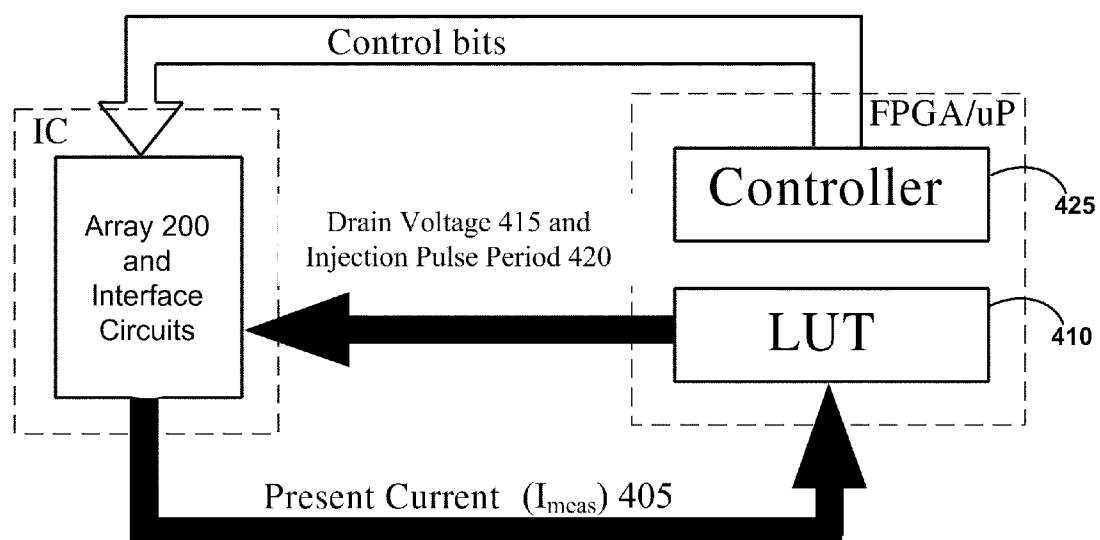 Control bits
IC
FPGA/uP
Array 200
and
Interface
Circuits
Controller
425
Drain Voltage 415 and
Injection Pulse Period 420
LUT
410
Present Current (Imeas) 405